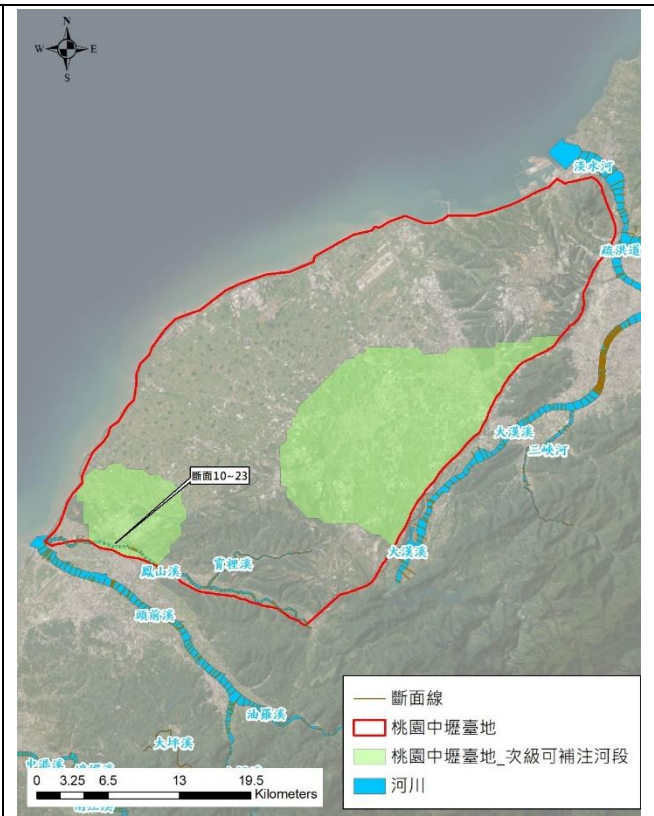 N
W E
S
淡水河
疏洪道
大漢溪
三峽河
斷面10~23
大漢溪
霄裡溪
鳳山溪
頭前溪
油羅溪
大坪溪
斷面線
桃園中壢臺地
桃園中壢臺地_次級可補注河段
河川
0 3.25 6.5 13 19.5
Kilometers